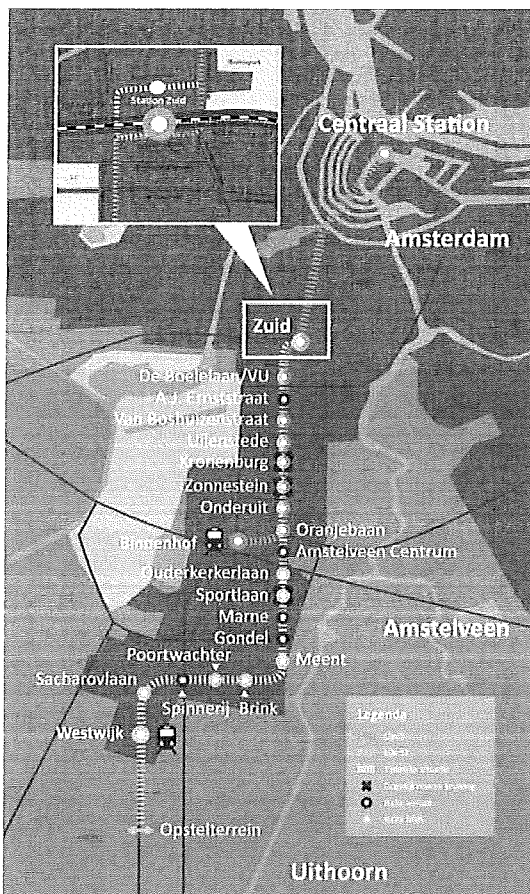 Station Zuid
Centraal Station
Amsterdam
Zuid
De Boelelaan/VU
A.J. Ernststraat
Van Boshuizenstraat
Uilenstede
Kronenburg
Zonnestein
Onderuit
Oranjebaan
Binnenhof
Amstelveen Centrum
Ouderkerkerlaan
Sportlaan
Marne
Amstelveen
Gondel
Poortwachter
Meent
Sacharovlaan
Spinnerij
Brink
Westwijk
Legenda
Opstelterrein
Uithoorn